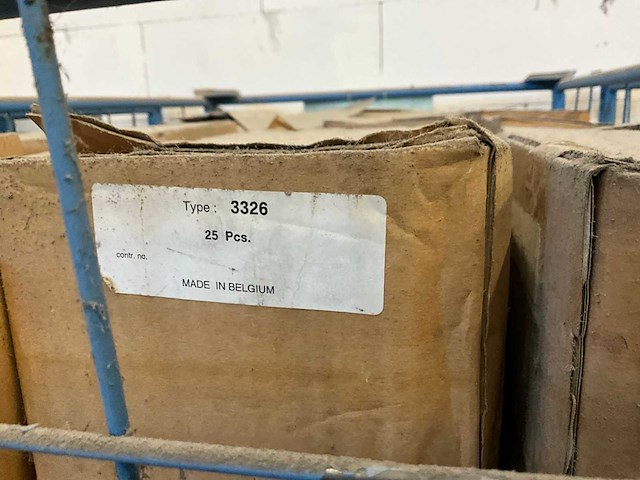 Type : 3326
25 Pcs.
contr. no.
MADE IN BELGIUM